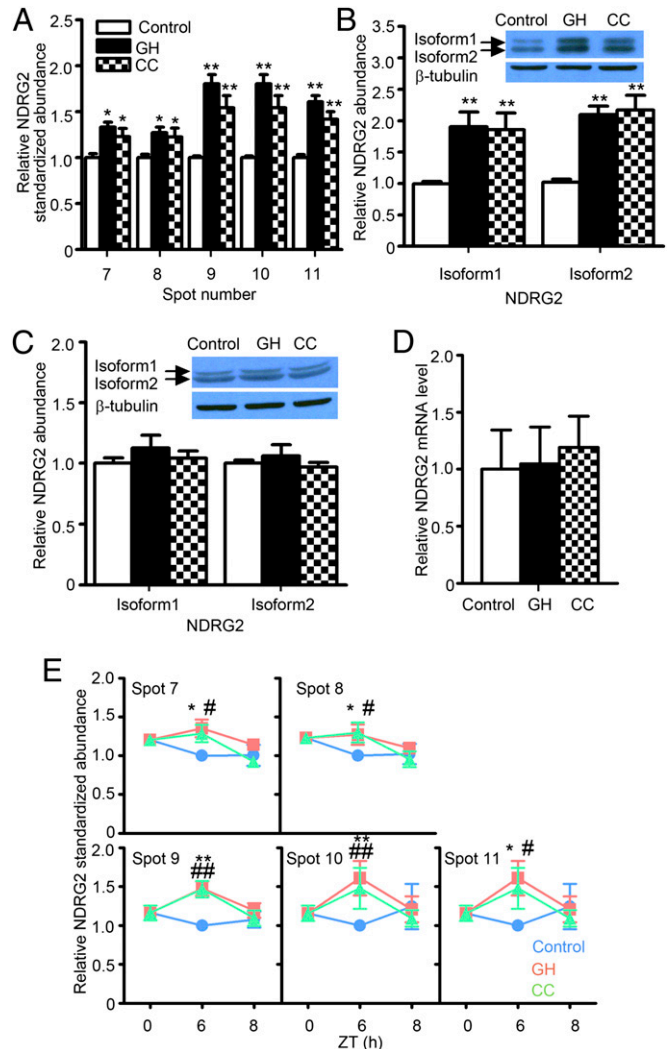 A
Control
GH
CC
Relative NDRG2
standardized abundance
2.5
2.0
1.5
1.0
0.5
0
* * * * ** ** ** ** ** **
7 8 9 10 11
Spot number
B
Control GH CC
Isoform1
Isoform2
β-tubulin
Relative NDRG2 abundance
3.5
3.0
2.5
2.0
1.5
1.0
0.5
0
** ** ** **
Isoform1 Isoform2
NDRG2
C
Control GH CC
Isoform1
Isoform2
β-tubulin
Relative NDRG2 abundance
2.0
1.5
1.0
0.5
0
Isoform1 Isoform2
NDRG2
D
Relative NDRG2 mRNA level
2.0
1.5
1.0
0.5
0
Control GH CC
E
Relative NDRG2 standardized abundance
2.0
1.5
1.0
0.5
0
Spot 7 * #
Spot 8 * #
2.0
1.5
1.0
0.5
0
Spot 9 **
##
Spot 10 **
##
Spot 11 * #
Control
GH
CC
0 6 8 0 6 8 0 6 8
ZT (h)